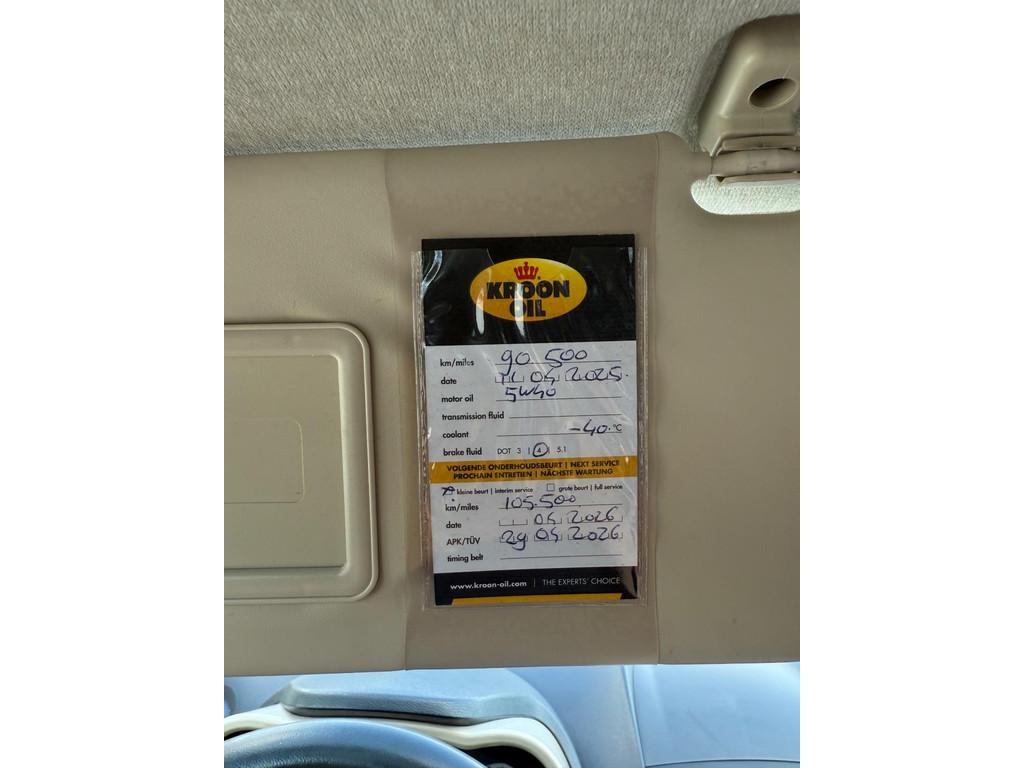 KROON
OIL
km/miles 90 500
date 11 04 2025
motor oil 5W40
transmission fluid
coolant -40 °C
brake fluid DOT 3 | 4 | 5.1
VOLGENDE ONDERHOUDSBEURT | NEXT SERVICE
PROCHAIN ENTRETIEN | NÄCHSTE WARTUNG
kleine beurt | interim service grote beurt | full service
km/miles 105.500
date 04 2026
APK/TÜV 29 04 2026
timing belt
www.kroon-oil.com | THE EXPERTS' CHOICE